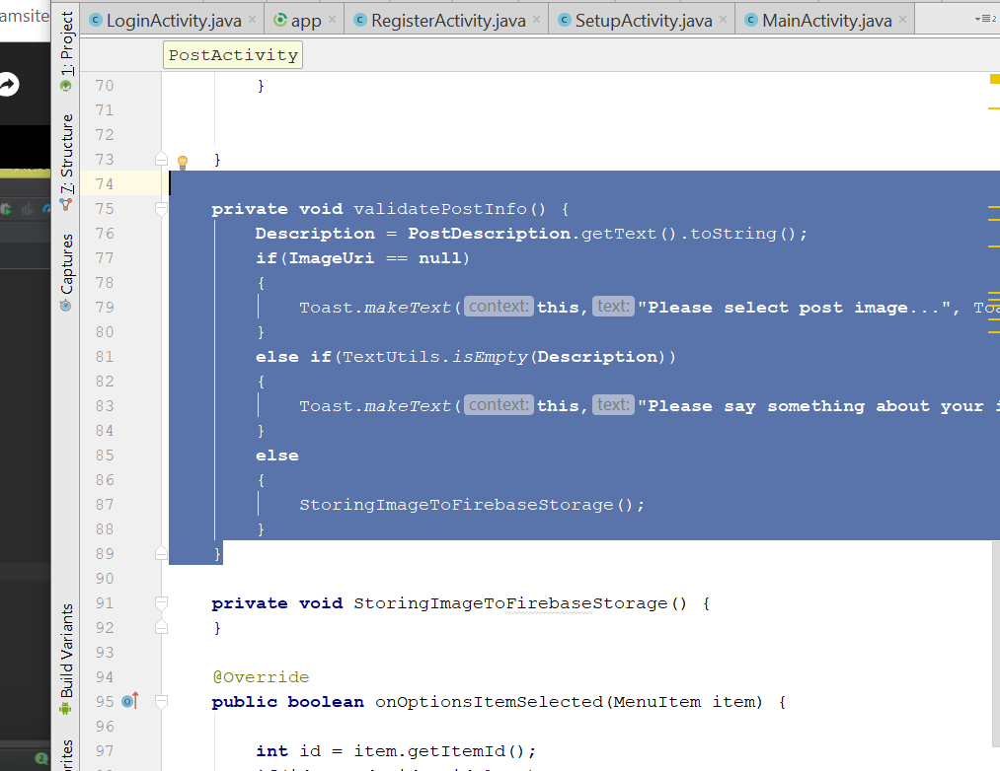 amsite
LoginActivity.java
app
RegisterActivity.java
SetupActivity.java
MainActivity.java
2
1: Project
7: Structure
Captures
Build Variants
PostActivity
70 }
71
72
73 }
74
75 private void validatePostInfo() {
76 Description = PostDescription.getText().toString();
77 if(ImageUri == null)
78 {
79 Toast.makeText( context: this, text: "Please select post image...",
80 }
81 else if(TextUtils.isEmpty(Description))
82 {
83 Toast.makeText( context: this, text: "Please say something about your
84 }
85 else
86 {
87 StoringImageToFirebaseStorage();
88 }
89 }
90
91 private void StoringImageToFirebaseStorage() {
92 }
93
94 @Override
95 public boolean onOptionsItemSelected(MenuItem item) {
96
97 int id = item.getItemId();